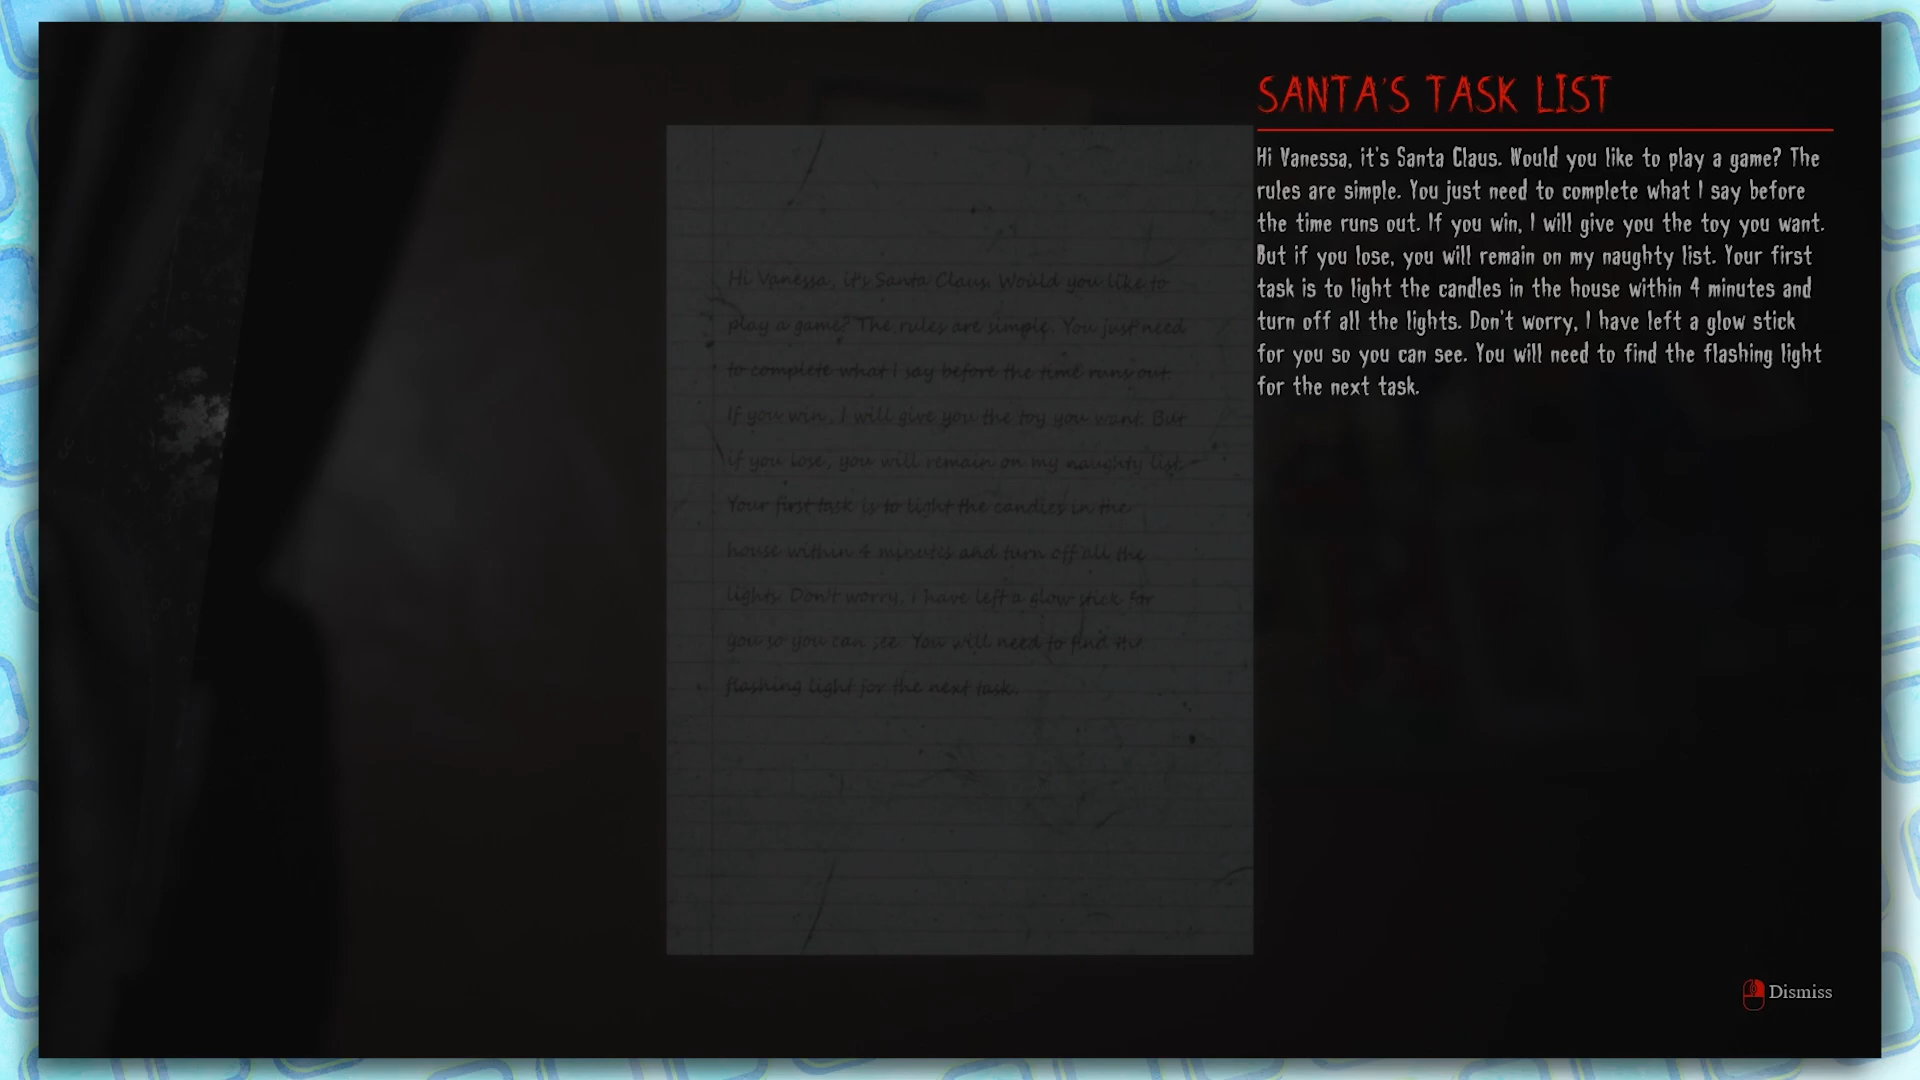 SANTA'S TASK LIST
Hi Vanessa, it's Santa Claus. Would you like to play a game? The
rules are simple. You just need to complete what I say before
the time runs out. If you win, I will give you the toy you want.
But if you lose, you will remain on my naughty list. Your first
task is to light the candles in the house within 4 minutes and
turn off all the lights. Don't worry, I have left a glow stick
for you so you can see. You will need to find the flashing light
for the next task.
Hi Vanessa, it's Santa Claus. Would you like to
play a game? The rules are simple. You just need
to complete what I say before the time runs out.
If you win, I will give you the toy you want. But
if you lose, you will remain on my naughty list.
Your first task is to light the candles in the
house within 4 minutes and turn off all the
lights. Don't worry, I have left a glow stick for
you so you can see. You will need to find the
flashing light for the next task.
Dismiss